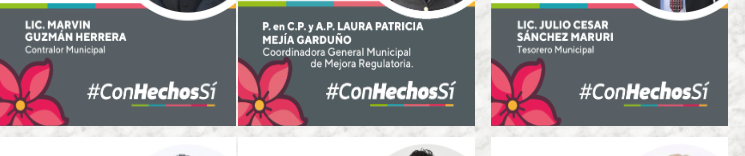 LIC. MARVIN
GUZMÁN HERRERA
Contralor Municipal
#ConHechosSí
P. en C.P. y A.P. LAURA PATRICIA
MEJÍA GARDUÑO
Coordinadora General Municipal
de Mejora Regulatoria.
#ConHechosSí
LIC. JULIO CESAR
SÁNCHEZ MARURI
Tesorero Municipal
#ConHechosSí